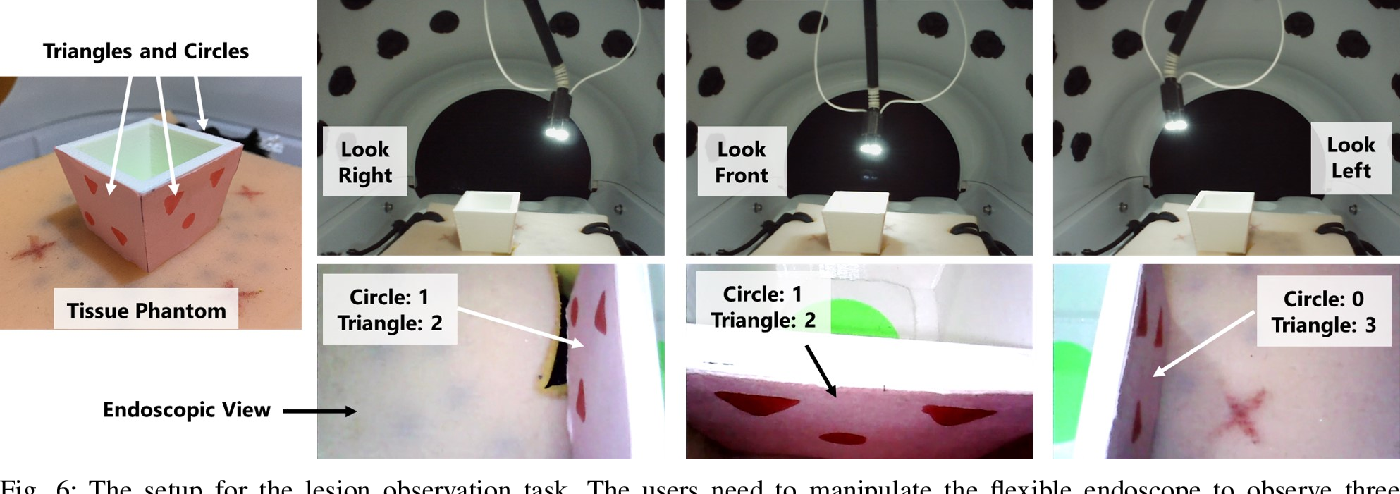 Triangles and Circles
Tissue Phantom
Endoscopic View
Look
Right
Look
Front
Look
Left
Circle: 1
Triangle: 2
Circle: 1
Triangle: 2
Circle: 0
Triangle: 3
Fig. 6: The setup for the lesion observation task. The users need to manipulate the flexible endoscope to observe three